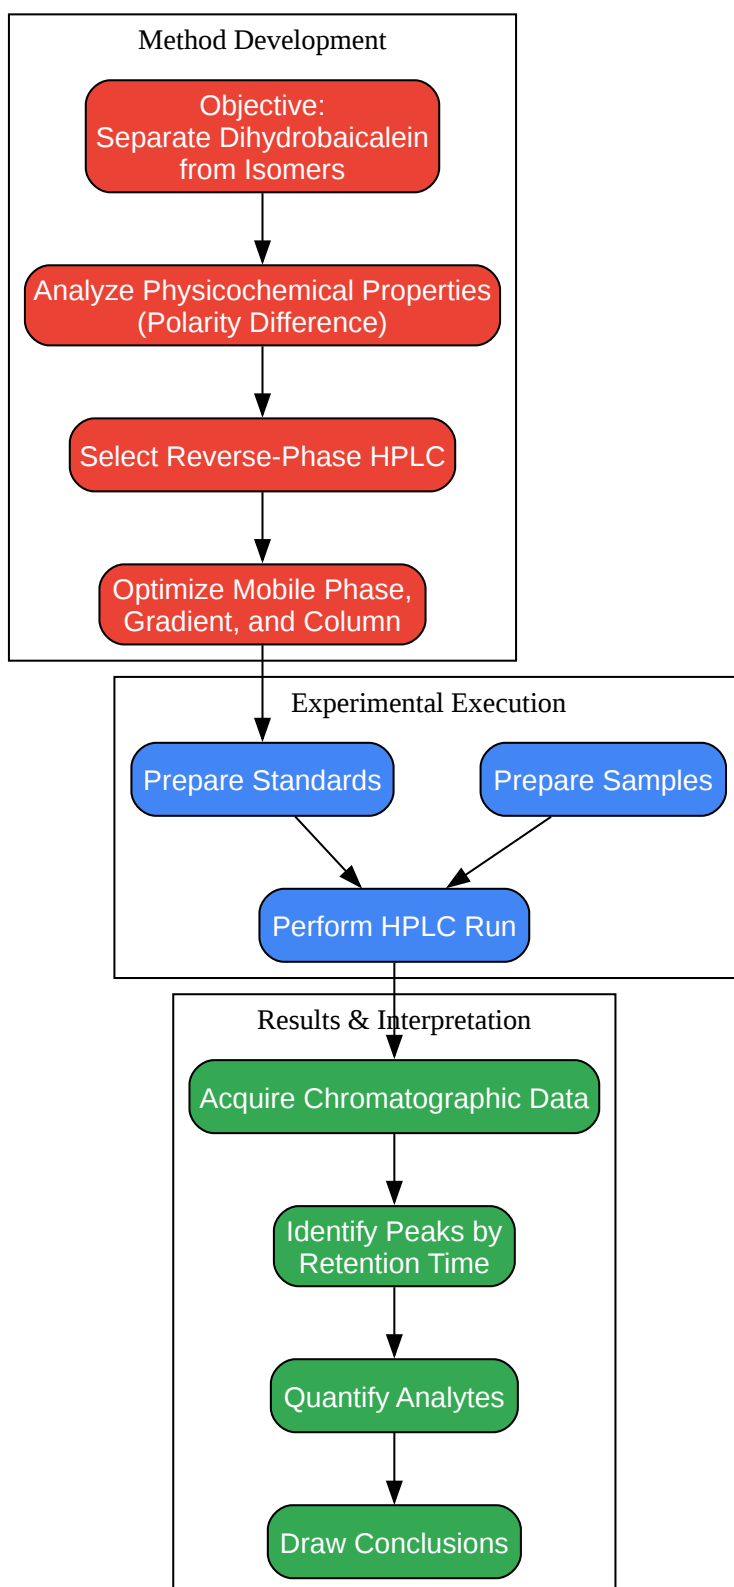 Method Development
Objective:
Separate Dihydrobaicalein
from Isomers
Analyze Physicochemical Properties
(Polarity Difference)
Select Reverse-Phase HPLC
Optimize Mobile Phase,
Gradient, and Column
Experimental Execution
Prepare Standards
Prepare Samples
Perform HPLC Run
Results & Interpretation
Acquire Chromatographic Data
Identify Peaks by
Retention Time
Quantify Analytes
Draw Conclusions